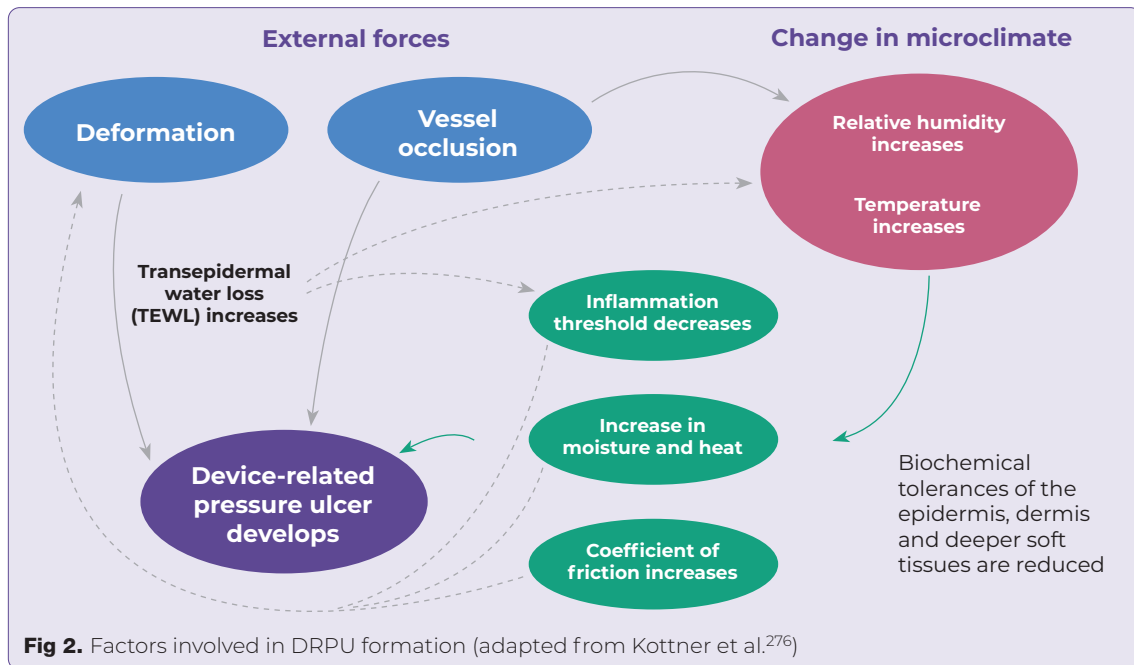 External forces
Change in microclimate
Deformation
Vessel
occlusion
Relative humidity
increases
Temperature
increases
Transepidermal
water loss
(TEWL) increases
Inflammation
threshold decreases
Increase in
moisture and heat
Device-related
pressure ulcer
develops
Biochemical
tolerances of the
epidermis, dermis
and deeper soft
tissues are reduced
Coefficient of
friction increases
Fig 2. Factors involved in DRPU formation (adapted from Kottner et al.276)